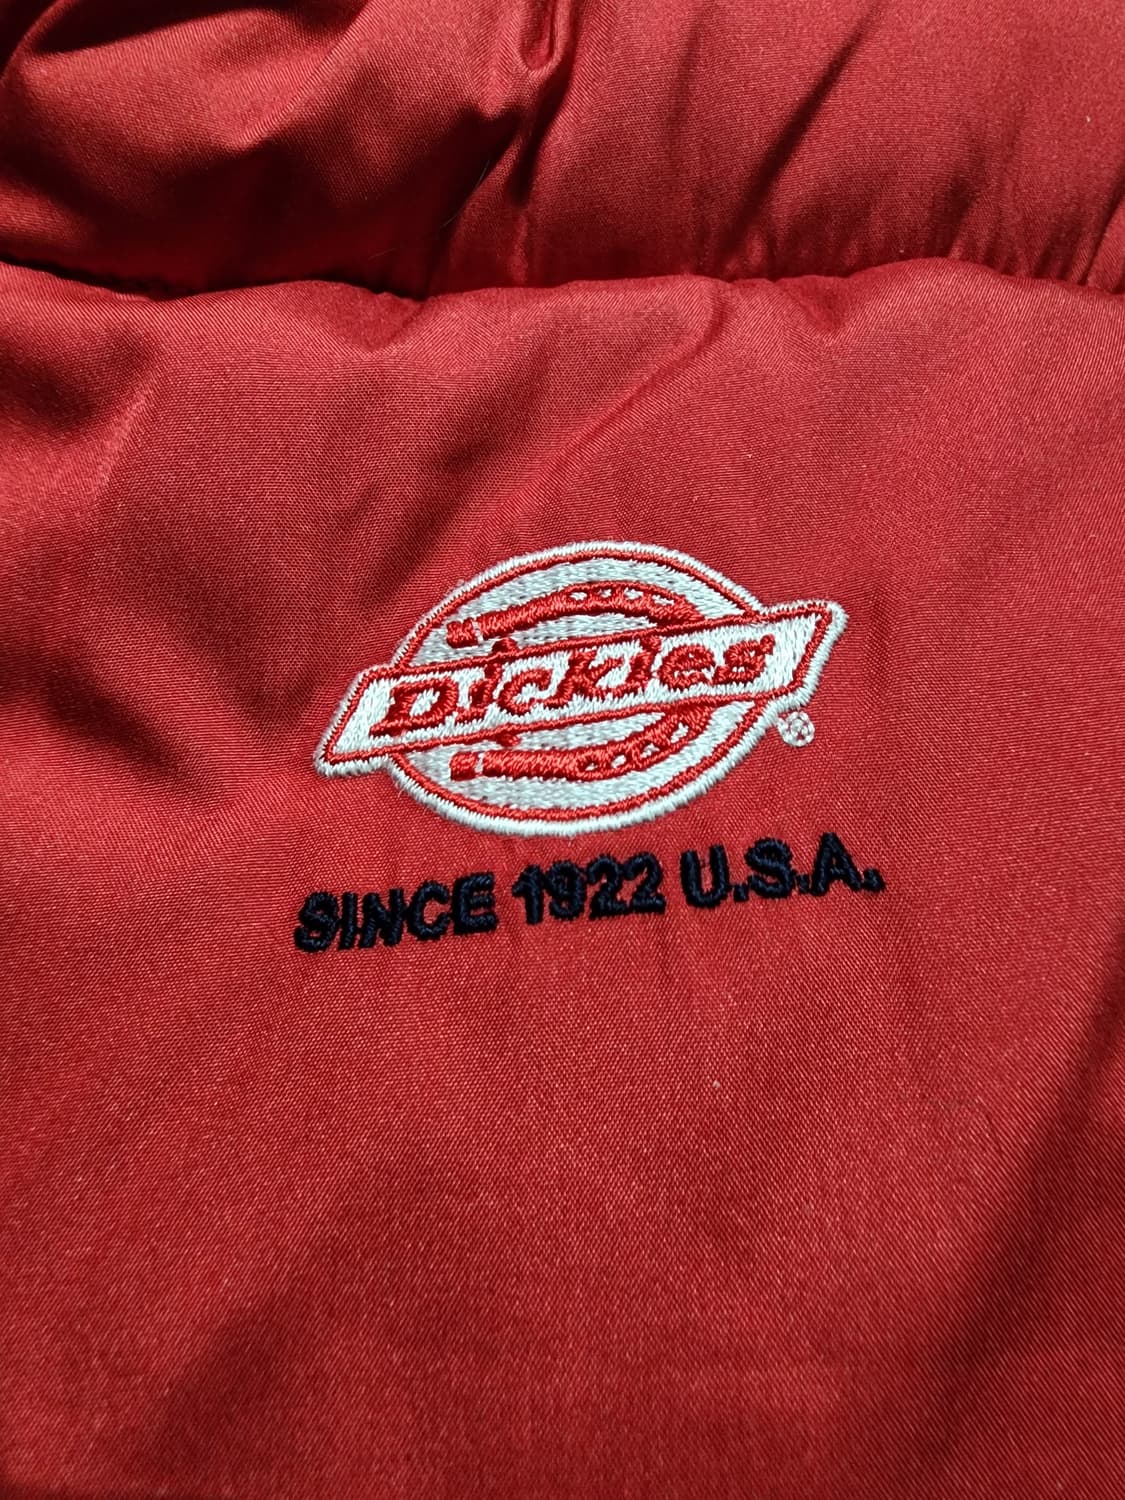 Dickies
®
SINCE 1922 U.S.A.